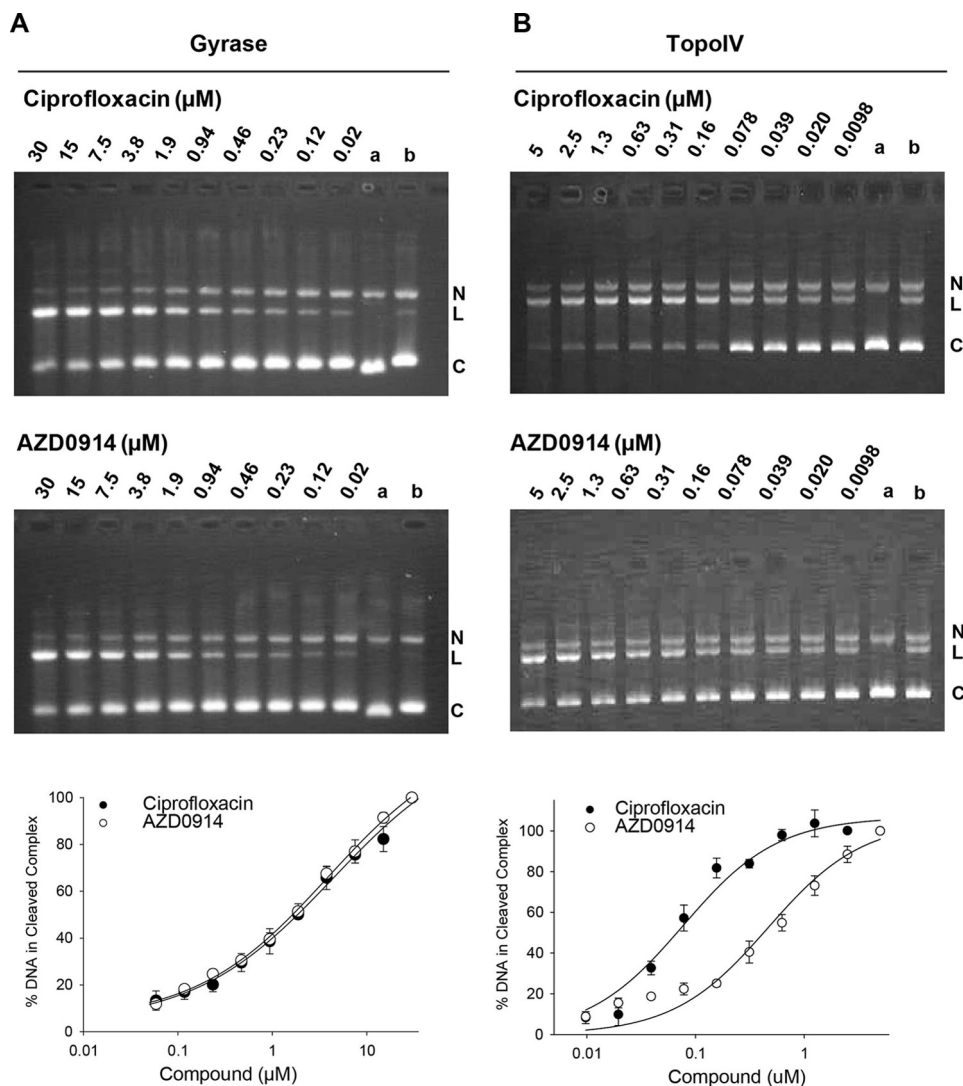 A
Gyrase
Ciprofloxacin (µM)
30 15 7.5 3.8 1.9 0.94 0.46 0.23 0.12 0.02 a b
N
L
C
AZD0914 (µM)
30 15 7.5 3.8 1.9 0.94 0.46 0.23 0.12 0.02 a b
N
L
C
% DNA in Cleaved Complex
100
80
60
40
20
0
Ciprofloxacin
AZD0914
0.01 0.1 1 10
Compound (µM)
B
TopoIV
Ciprofloxacin (µM)
5 2.5 1.3 0.63 0.31 0.16 0.078 0.039 0.020 0.0098 a b
N
L
C
AZD0914 (µM)
5 2.5 1.3 0.63 0.31 0.16 0.078 0.039 0.020 0.0098 a b
N
L
C
% DNA in Cleaved Complex
100
80
60
40
20
0
Ciprofloxacin
AZD0914
0.01 0.1 1
Compound (uM)